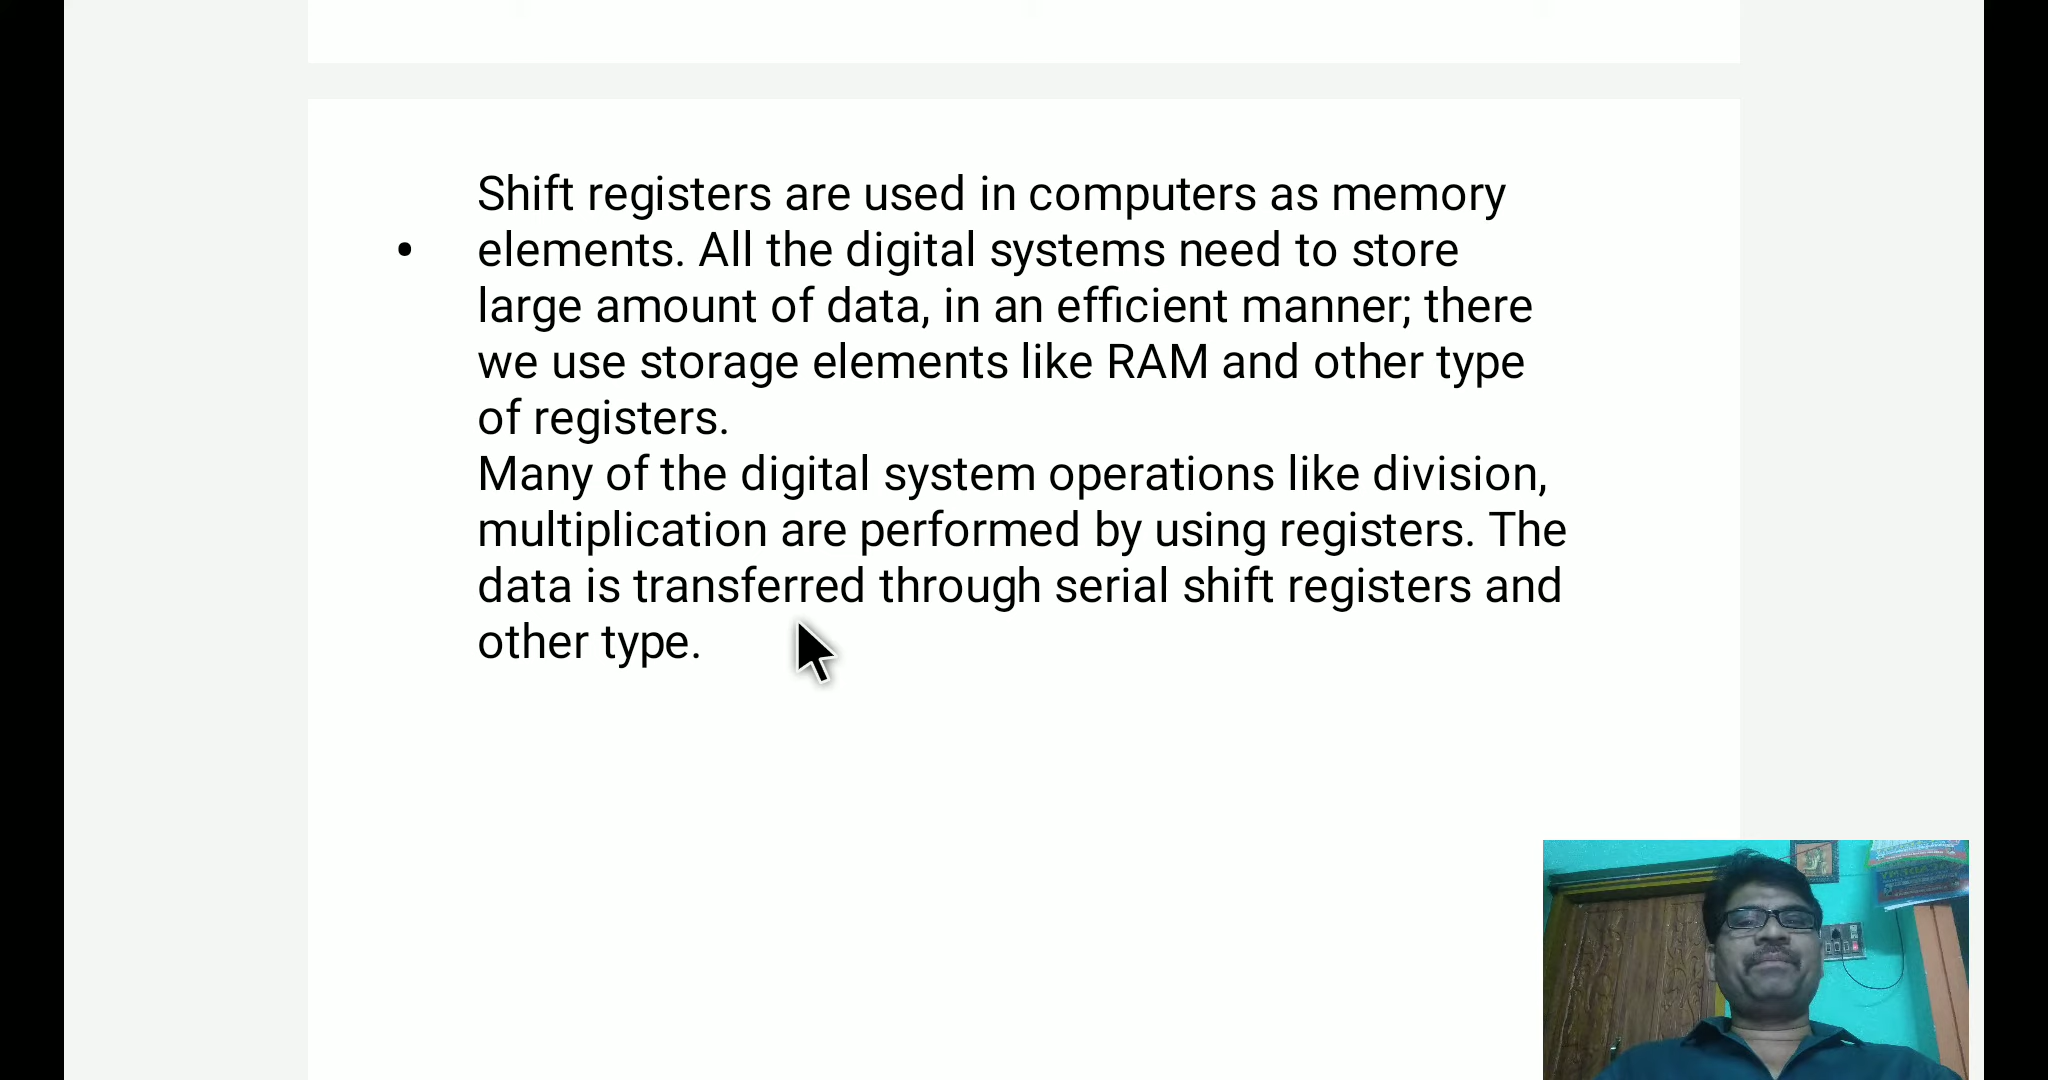 Shift registers are used in computers as memory
• elements. All the digital systems need to store
large amount of data, in an efficient manner; there
we use storage elements like RAM and other type
of registers.
Many of the digital system operations like division,
multiplication are performed by using registers. The
data is transferred through serial shift registers and
other type.